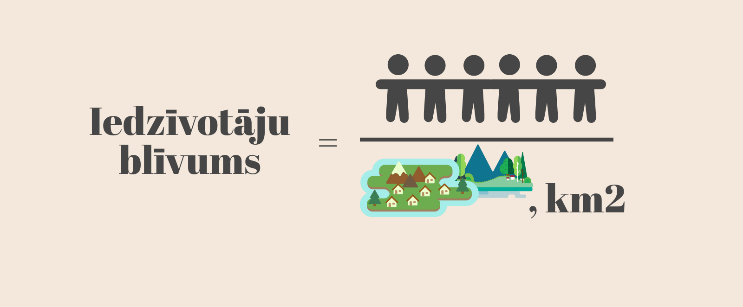 Iedzīvotāju
blīvums
=
, km2